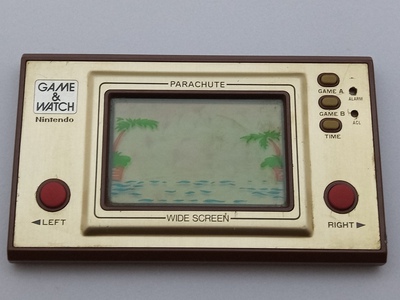 GAME
&
WATCH
Nintendo
PARACHUTE
GAME A
ALARM
GAME B
ACL
TIME
◀LEFT
WIDE SCREEN
RIGHT▶